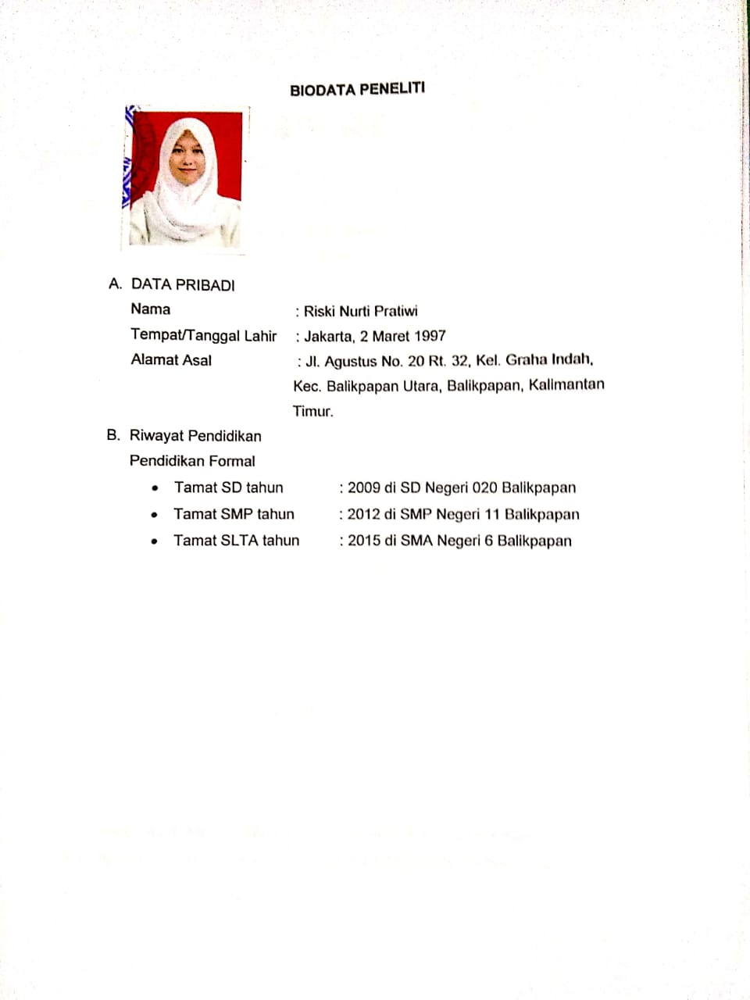 BIODATA PENELITI
A. DATA PRIBADI
Nama : Riski Nurti Pratiwi
Tempat/Tanggal Lahir : Jakarta, 2 Maret 1997
Alamat Asal : Jl. Agustus No. 20 Rt. 32, Kel. Graha Indah,
Kec. Balikpapan Utara, Balikpapan, Kalimantan
Timur.
B. Riwayat Pendidikan
Pendidikan Formal
• Tamat SD tahun : 2009 di SD Negeri 020 Balikpapan
• Tamat SMP tahun : 2012 di SMP Negeri 11 Balikpapan
• Tamat SLTA tahun : 2015 di SMA Negeri 6 Balikpapan